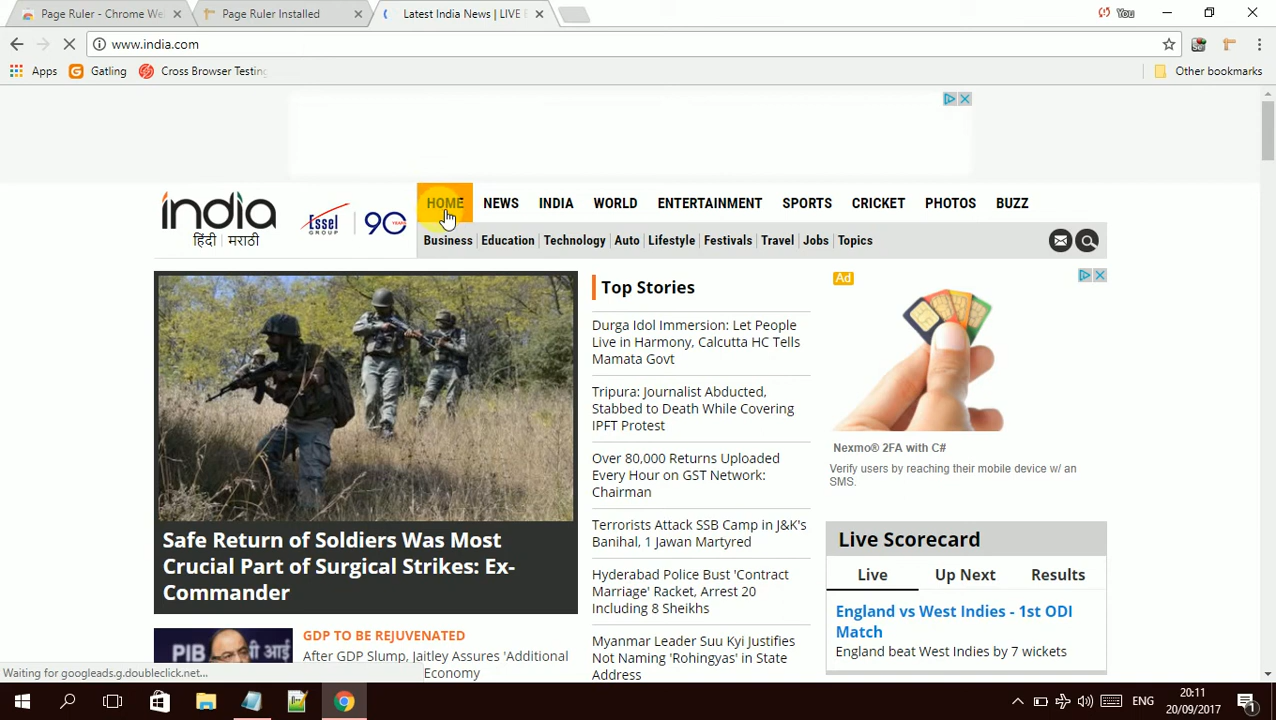 Page Ruler - Chrome We
Page Ruler Installed
Latest India News | LIVE
You
www.india.com
Apps
Gatling
Cross Browser Testing
Other bookmarks
india
हिंदी | मराठी
Essel
GROUP
90
YEARS
HOME
NEWS
INDIA
WORLD
ENTERTAINMENT
SPORTS
CRICKET
PHOTOS
BUZZ
Business
Education
Technology
Auto
Lifestyle
Festivals
Travel
Jobs
Topics
Safe Return of Soldiers Was Most
Crucial Part of Surgical Strikes: Ex-
Commander
PIB
GDP TO BE REJUVENATED
After GDP Slump, Jaitley Assures 'Additional
Economy
Top Stories
Durga Idol Immersion: Let People
Live in Harmony, Calcutta HC Tells
Mamata Govt
Tripura: Journalist Abducted,
Stabbed to Death While Covering
IPFT Protest
Over 80,000 Returns Uploaded
Every Hour on GST Network:
Chairman
Terrorists Attack SSB Camp in J&K's
Banihal, 1 Jawan Martyred
Hyderabad Police Bust 'Contract
Marriage' Racket, Arrest 20
Including 8 Sheikhs
Myanmar Leader Suu Kyi Justifies
Not Naming 'Rohingyas' in State
Address
Ad
Nexmo® 2FA with C#
Verify users by reaching their mobile device w/ an
SMS.
Live Scorecard
Live
Up Next
Results
England vs West Indies - 1st ODI
Match
England beat West Indies by 7 wickets
Waiting for googleads.g.doubleclick.net...
ENG
20:11
20/09/2017
1